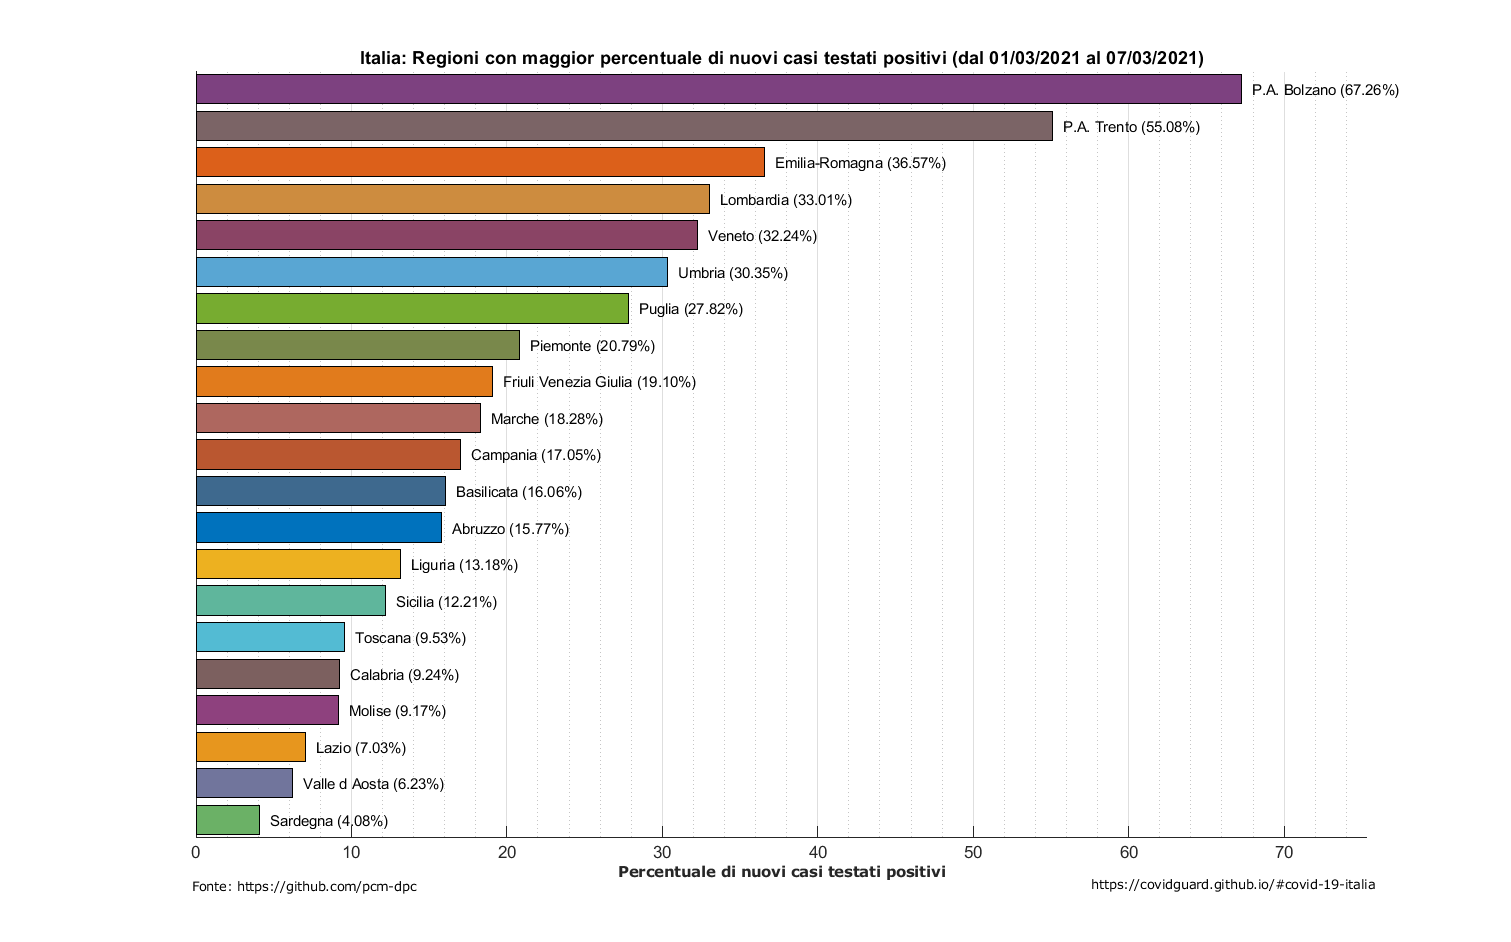 Italia: Regioni con maggior percentuale di nuovi casi testati positivi (dal 01/03/2021 al 07/03/2021)
P.A. Bolzano (67.26%)
P.A. Trento (55.08%)
Emilia-Romagna (36.57%)
Lombardia (33.01%)
Veneto (32.24%)
Umbria (30.35%)
Puglia (27.82%)
Piemonte (20.79%)
Friuli Venezia Giulia (19.10%)
Marche (18.28%)
Campania (17.05%)
Basilicata (16.06%)
Abruzzo (15.77%)
Liguria (13.18%)
Sicilia (12.21%)
Toscana (9.53%)
Calabria (9.24%)
Molise (9.17%)
Lazio (7.03%)
Valle d Aosta (6.23%)
Sardegna (4.08%)
0 10 20 30 40 50 60 70
Percentuale di nuovi casi testati positivi
Fonte: https://github.com/pcm-dpc
https://covidguard.github.io/#covid-19-italia